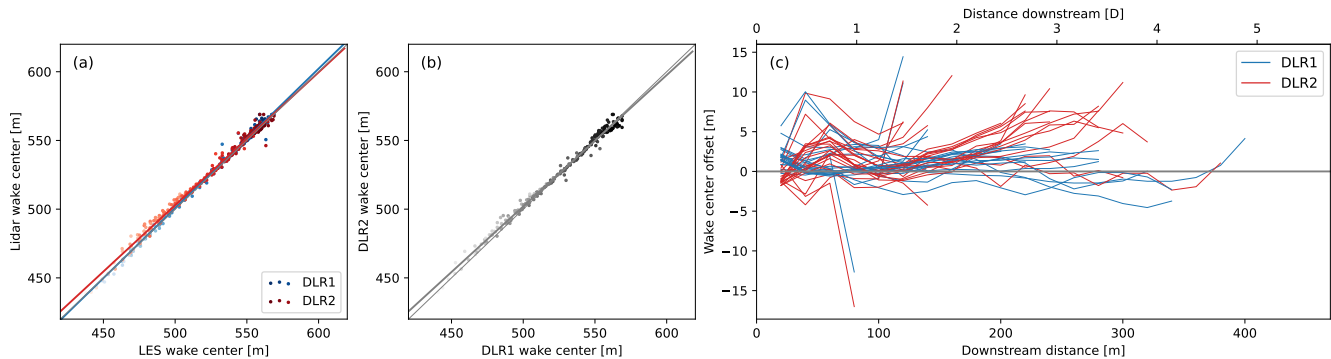 (a)
Lidar wake center [m]
600
550
500
450
450
500
550
600
LES wake center [m]
DLR1
DLR2
(b)
DLR2 wake center [m]
600
550
500
450
450
500
550
600
DLR1 wake center [m]
Distance downstream [D]
0
1
2
3
4
5
(c)
Wake center offset [m]
15
10
5
0
−5
−10
−15
0
100
200
300
400
Downstream distance [m]
DLR1
DLR2